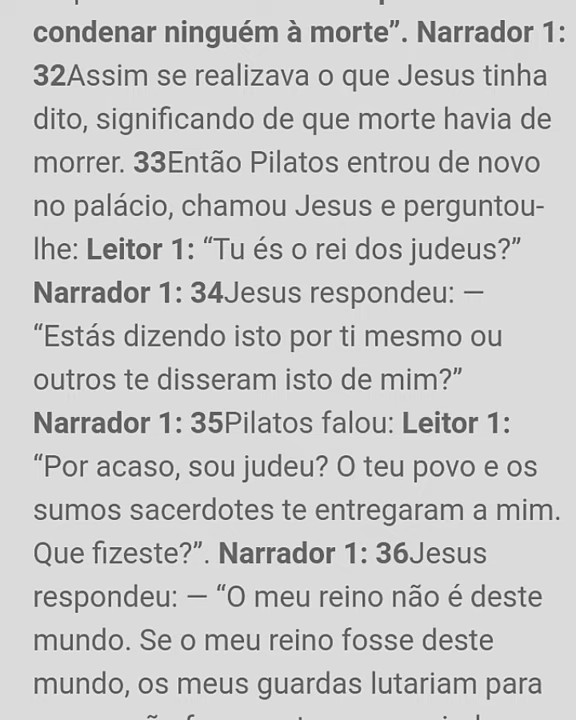 condenar ninguém à morte”. Narrador 1:
32Assim se realizava o que Jesus tinha
dito, significando de que morte havia de
morrer. 33Então Pilatos entrou de novo
no palácio, chamou Jesus e perguntou-
lhe: Leitor 1: “Tu és o rei dos judeus?”
Narrador 1: 34Jesus respondeu: —
“Estás dizendo isto por ti mesmo ou
outros te disseram isto de mim?”
Narrador 1: 35Pilatos falou: Leitor 1:
“Por acaso, sou judeu? O teu povo e os
sumos sacerdotes te entregaram a mim.
Que fizeste?”. Narrador 1: 36Jesus
respondeu: — “O meu reino não é deste
mundo. Se o meu reino fosse deste
mundo, os meus guardas lutariam para